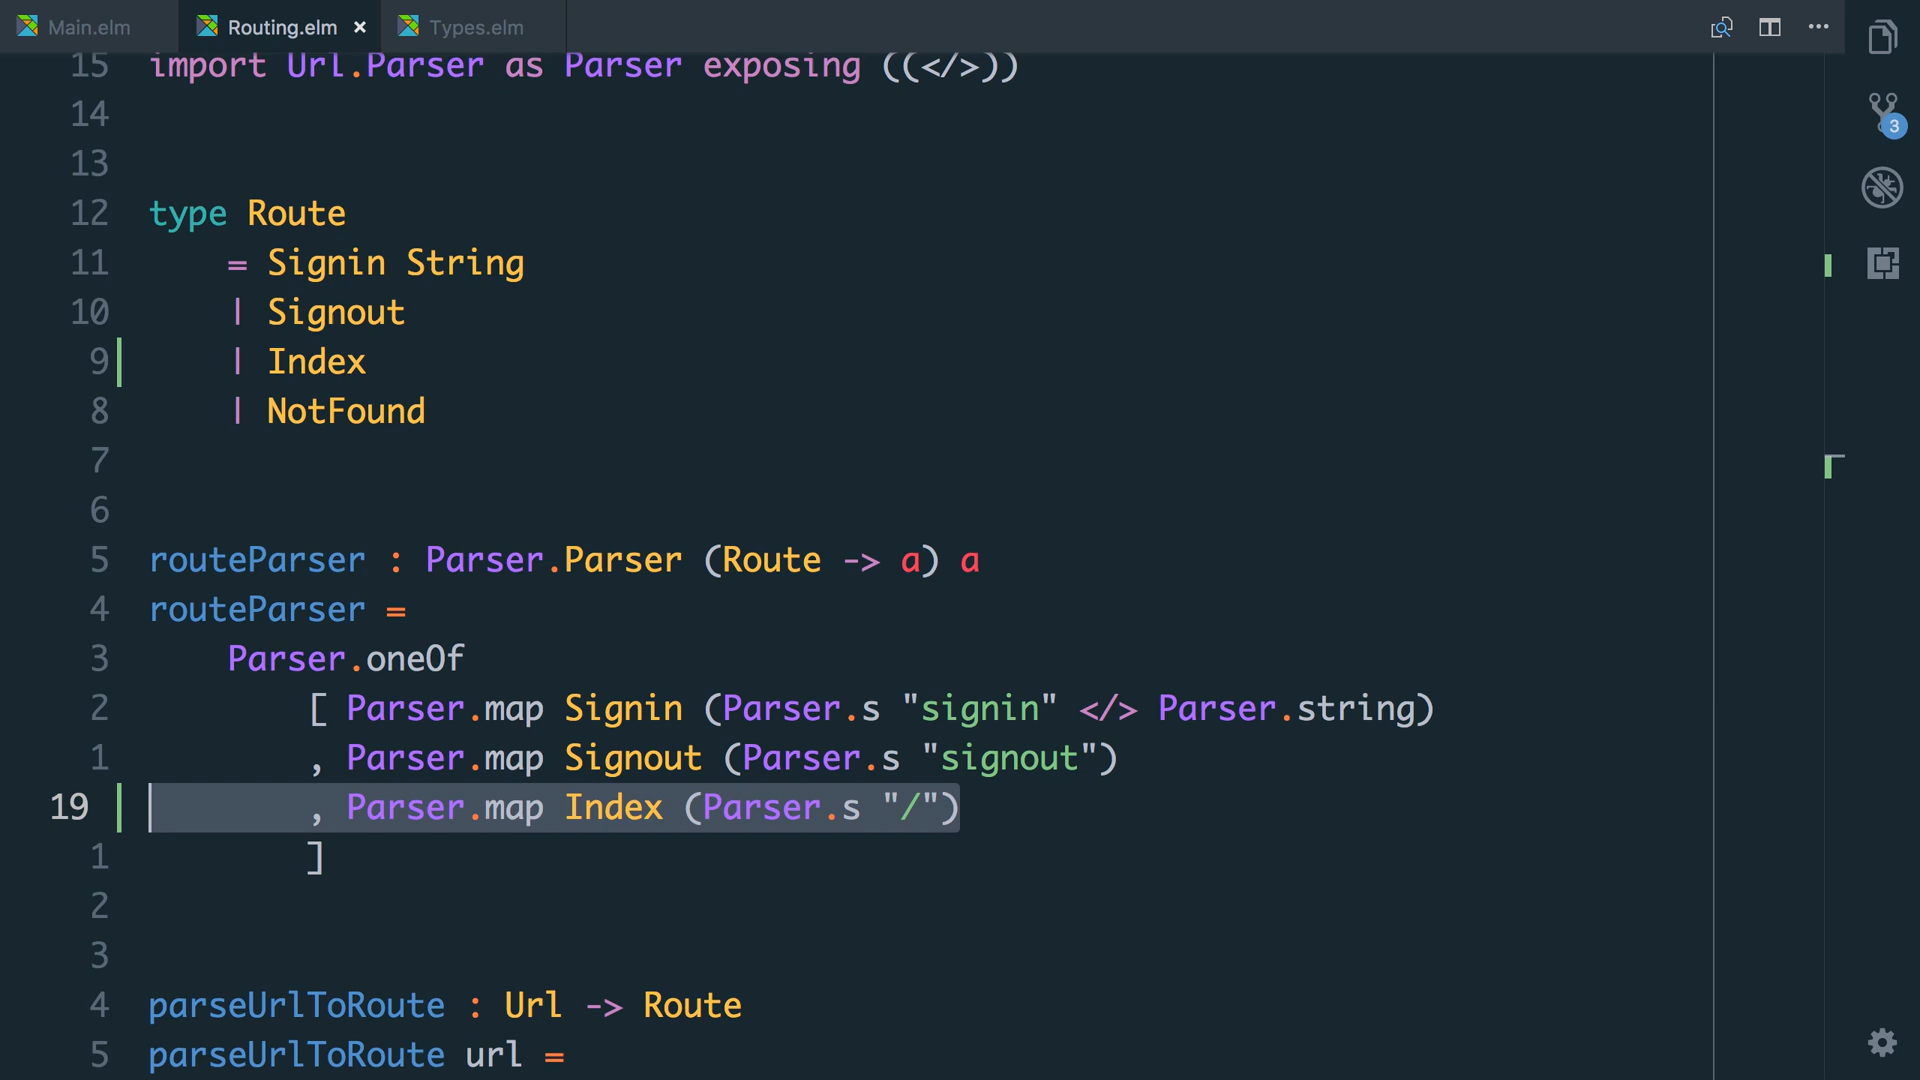 Main.elm Routing.elm × Types.elm
15 import Url.Parser as Parser exposing ((</>))
14
13
12 type Route
11 = Signin String
10 | Signout
9 | Index
8 | NotFound
7
6
5 routeParser : Parser.Parser (Route -> a) a
4 routeParser =
3 Parser.oneOf
2 [ Parser.map Signin (Parser.s "signin" </> Parser.string)
1 , Parser.map Signout (Parser.s "signout")
19 , Parser.map Index (Parser.s "/")
1 ]
2
3
4 parseUrlToRoute : Url -> Route
5 parseUrlToRoute url =
3